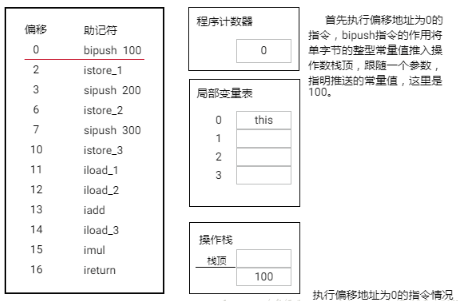 偏移 助记符
0 bipush 100
2 istore_1
3 sipush 200
6 istore_2
7 sipush 300
10 istore_3
11 iload_1
12 iload_2
13 iadd
14 iload_3
15 imul
16 ireturn
程序计数器
0
局部变量表
0 this
1
2
3
操作栈
栈顶
100
首先执行偏移地址为0的
指令，bipush指令的作用将
单字节的整型常量值推入操
作数栈顶，跟随一个参数，
指明推送的常量值，这里是
100。
执行偏移地址为0的指令情况